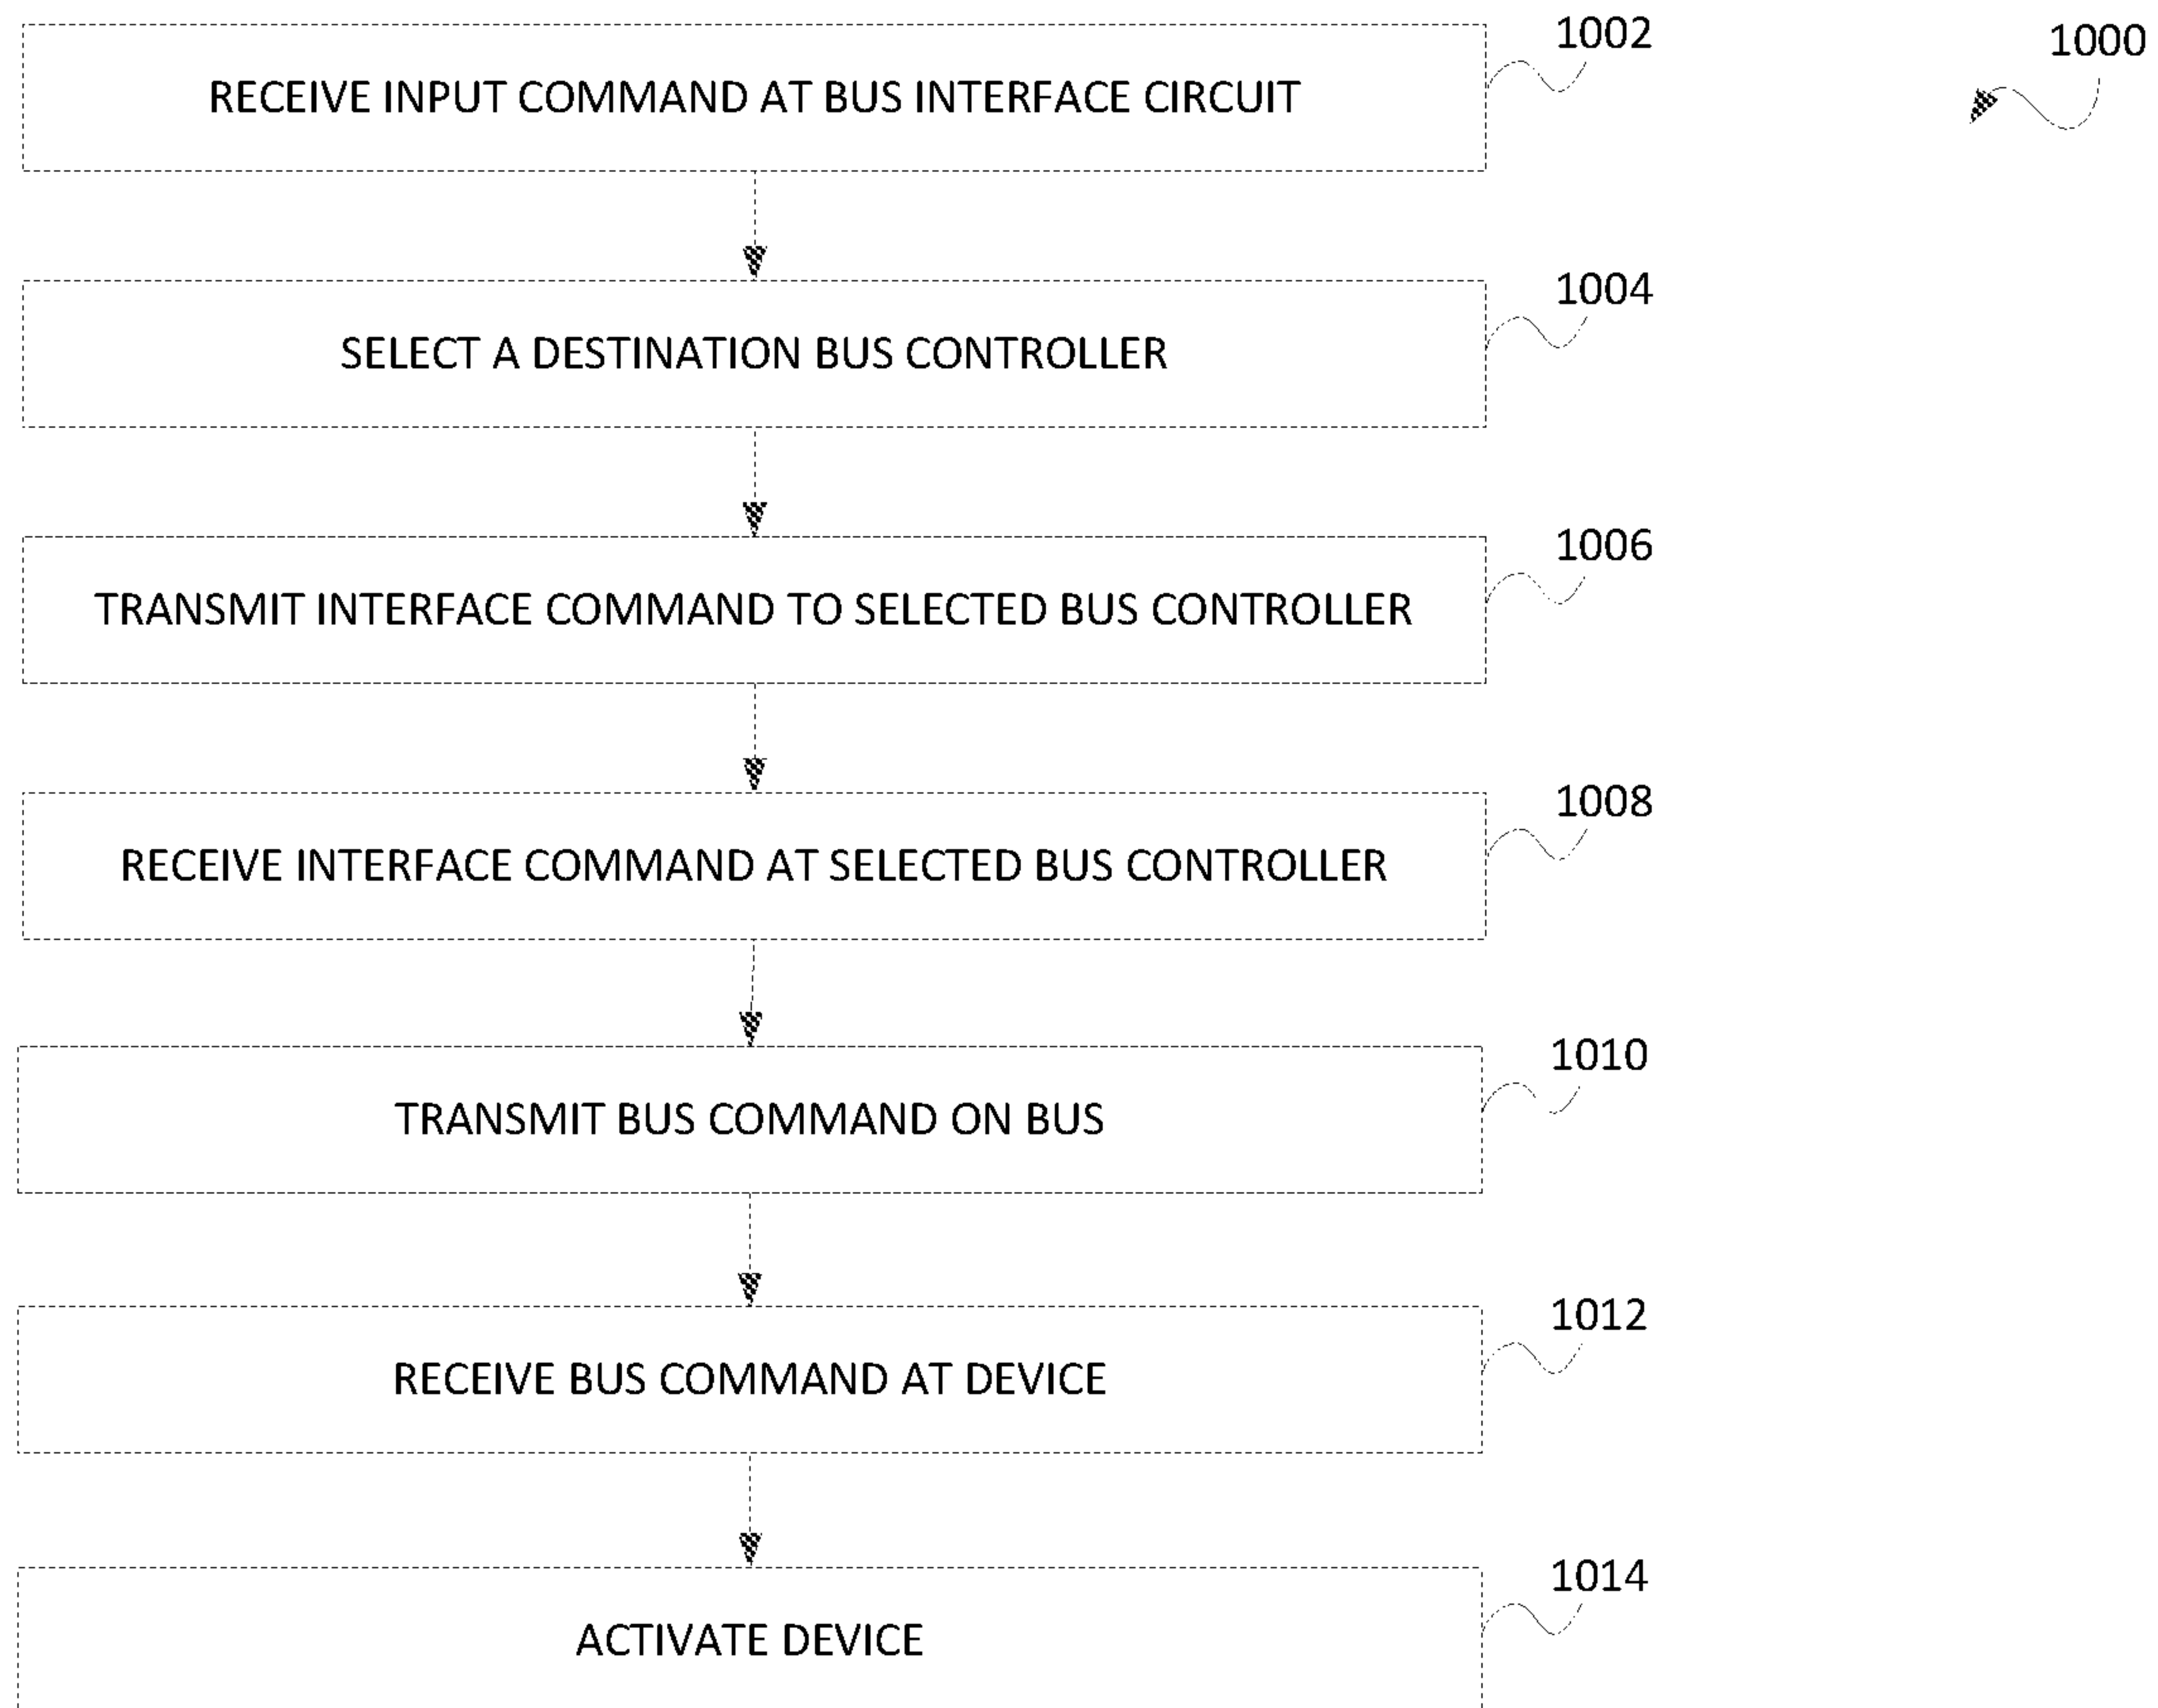 1002
1000
RECEIVE INPUT COMMAND AT BUS INTERFACE CIRCUIT
1004
SELECT A DESTINATION BUS CONTROLLER
1006
TRANSMIT INTERFACE COMMAND TO SELECTED BUS CONTROLLER
1008
RECEIVE INTERFACE COMMAND AT SELECTED BUS CONTROLLER
1010
TRANSMIT BUS COMMAND ON BUS
1012
RECEIVE BUS COMMAND AT DEVICE
1014
ACTIVATE DEVICE